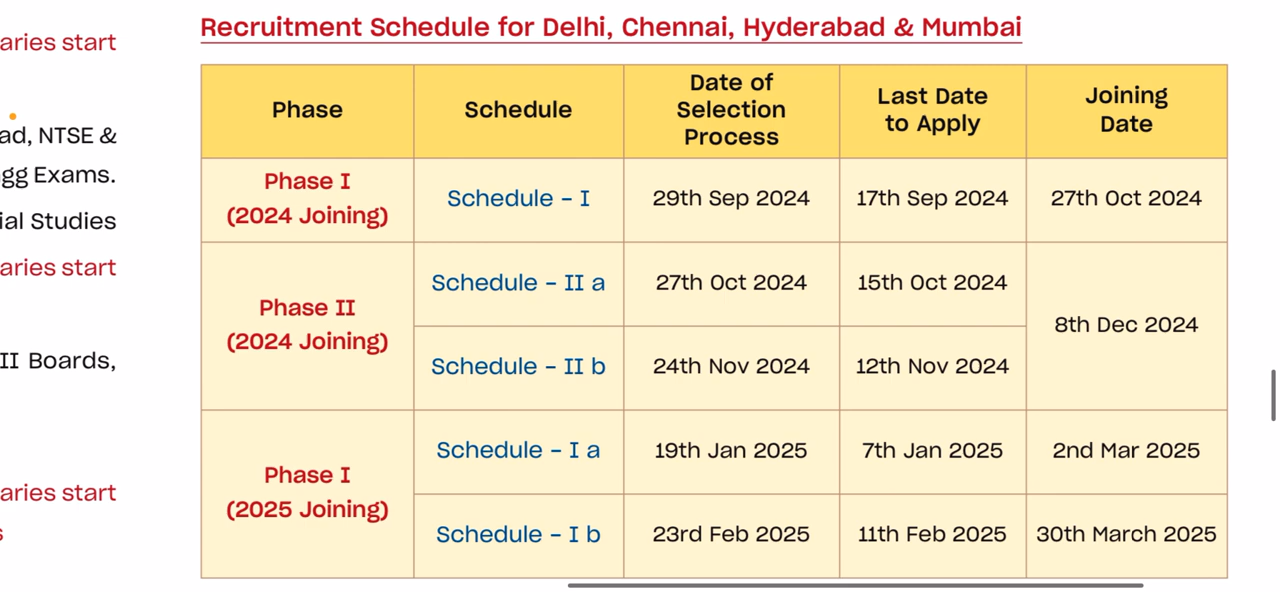 aries start
ad, NTSE &
gg Exams.
ial Studies
aries start
II Boards,
aries start
s
Recruitment Schedule for Delhi, Chennai, Hyderabad & Mumbai
Phase
Schedule
Date of
Selection
Process
Last Date
to Apply
Joining
Date
Phase I
(2024 Joining)
Schedule – I
29th Sep 2024
17th Sep 2024
27th Oct 2024
Phase II
(2024 Joining)
Schedule – II a
27th Oct 2024
15th Oct 2024
8th Dec 2024
Schedule – II b
24th Nov 2024
12th Nov 2024
Phase I
(2025 Joining)
Schedule – I a
19th Jan 2025
7th Jan 2025
2nd Mar 2025
Schedule – I b
23rd Feb 2025
11th Feb 2025
30th March 2025